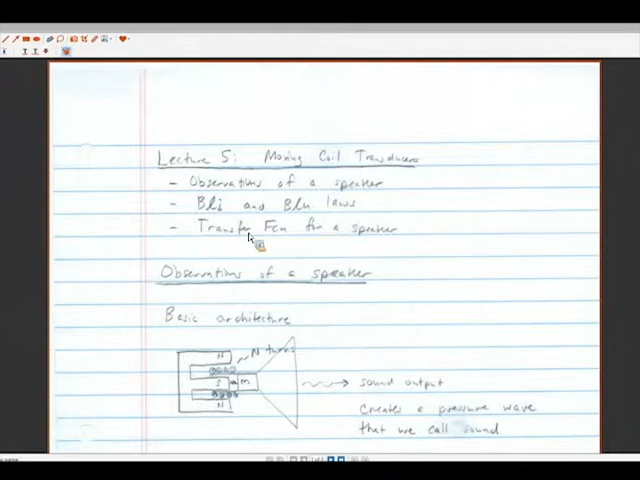 Lecture 5: Moving Coil Transducers
- Observations of a speaker
- Bli and Blu laws
- Transfer Fcn for a speaker
Observations of a speaker
Basic architecture
N turns
N
S
m
N
sound output
creates a pressure wave
that we call sound